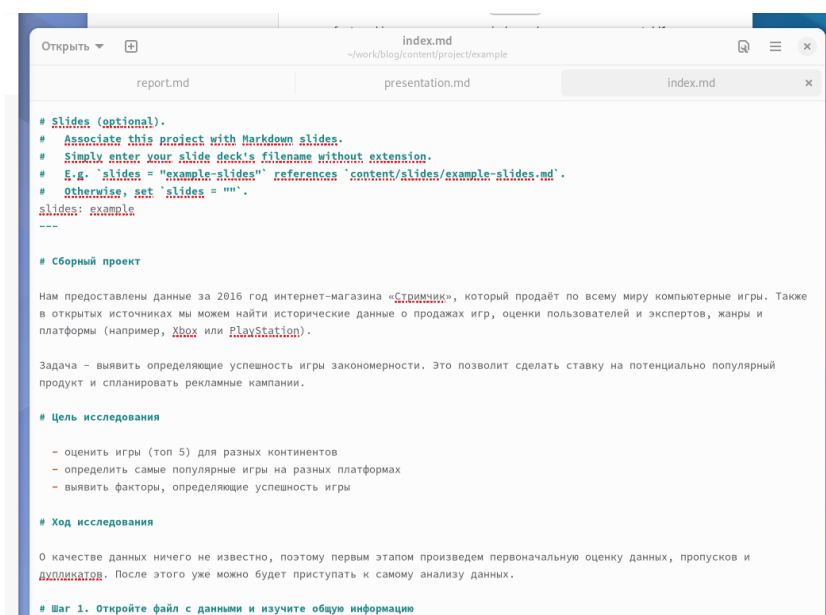 Открыть
index.md
~/work/blog/content/project/example
report.md
presentation.md
index.md
# Slides (optional).
#   Associate this project with Markdown slides.
#   Simply enter your slide deck's filename without extension.
#   E.g. `slides = "example-slides"` references `content/slides/example-slides.md`.
#   Otherwise, set `slides = ""`.
slides: example
---
# Сборный проект
Нам предоставлены данные за 2016 год интернет-магазина «Стримчик», который продаёт по всему миру компьютерные игры. Также
в открытых источниках мы можем найти исторические данные о продажах игр, оценки пользователей и экспертов, жанры и
платформы (например, Xbox или PlayStation).
Задача - выявить определяющие успешность игры закономерности. Это позволит сделать ставку на потенциально популярный
продукт и спланировать рекламные кампании.
# Цель исследования
- оценить игры (топ 5) для разных континентов
- определить самые популярные игры на разных платформах
- выявить факторы, определяющие успешность игры
# Ход исследования
О качестве данных ничего не известно, поэтому первым этапом произведем первоначальную оценку данных, пропусков и
дупликатов. После этого уже можно будет приступать к самому анализу данных.
# Шаг 1. Откройте файл с данными и изучите общую информацию